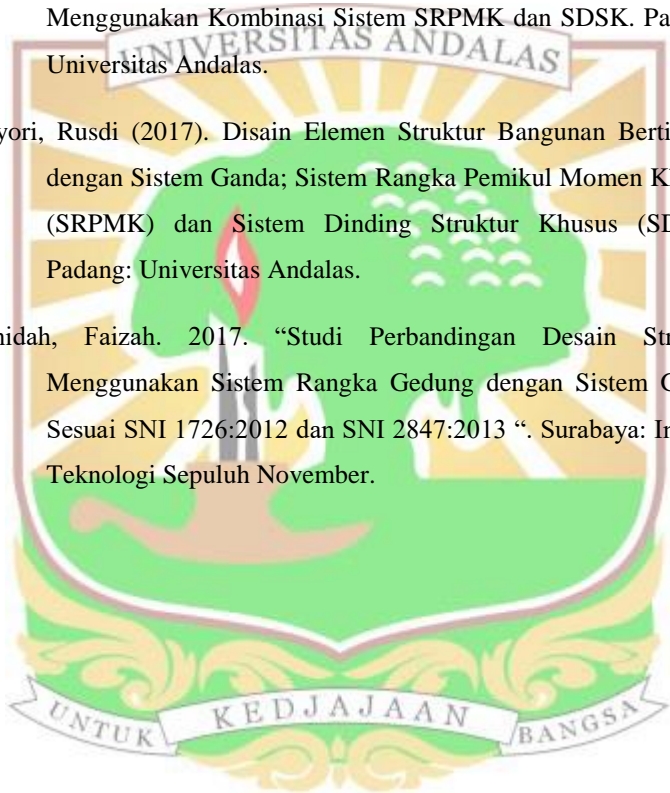 Menggunakan Kombinasi Sistem SRPMK dan SDSK. Pa
UNIVERSITAS ANDALAS
Universitas Andalas.
yori, Rusdi (2017). Disain Elemen Struktur Bangunan Berti
dengan Sistem Ganda; Sistem Rangka Pemikul Momen K
(SRPMK) dan Sistem Dinding Struktur Khusus (SD
Padang: Universitas Andalas.
idah, Faizah. 2017. “Studi Perbandingan Desain Str
Menggunakan Sistem Rangka Gedung dengan Sistem G
Sesuai SNI 1726:2012 dan SNI 2847:2013 “. Surabaya: In
Teknologi Sepuluh November.
UNTUK KEDJAJAAN BANGSA